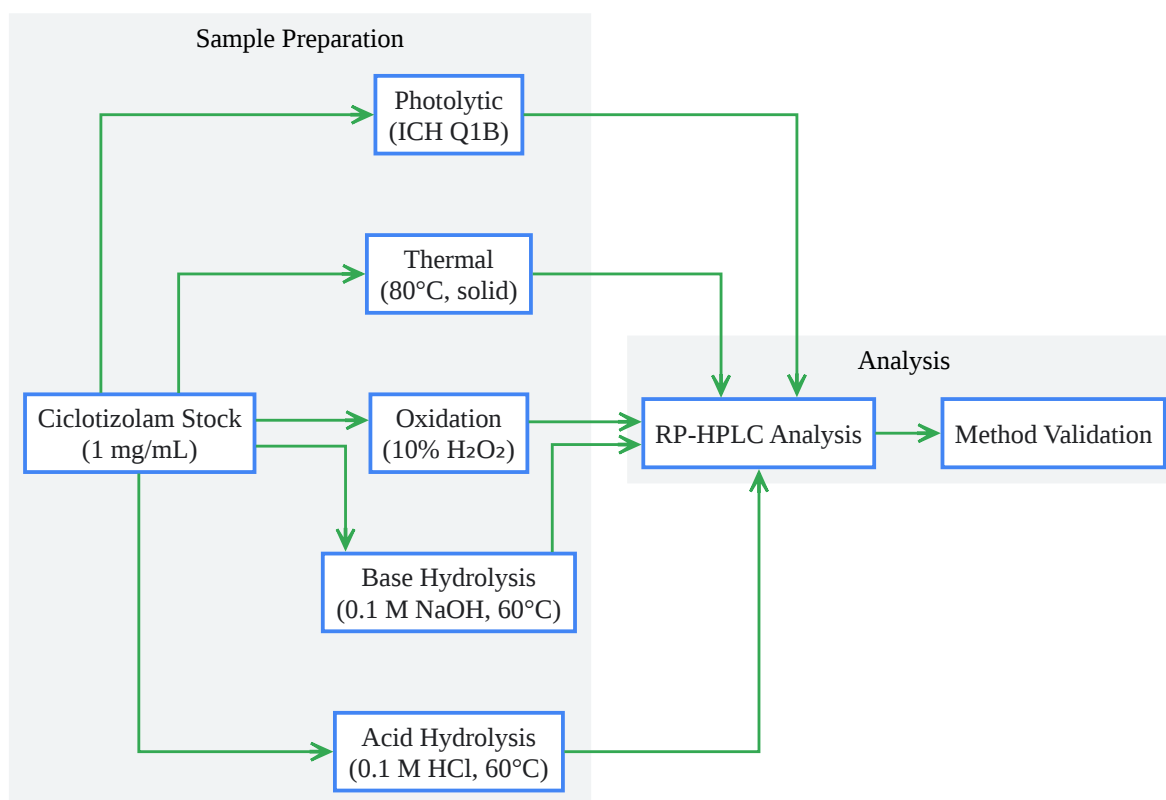 Sample Preparation
Photolytic
(ICH Q1B)
Thermal
(80°C, solid)
Analysis
Ciclotizolam Stock
(1 mg/mL)
Oxidation
(10% H₂O₂)
RP-HPLC Analysis
Method Validation
Base Hydrolysis
(0.1 M NaOH, 60°C)
Acid Hydrolysis
(0.1 M HCl, 60°C)